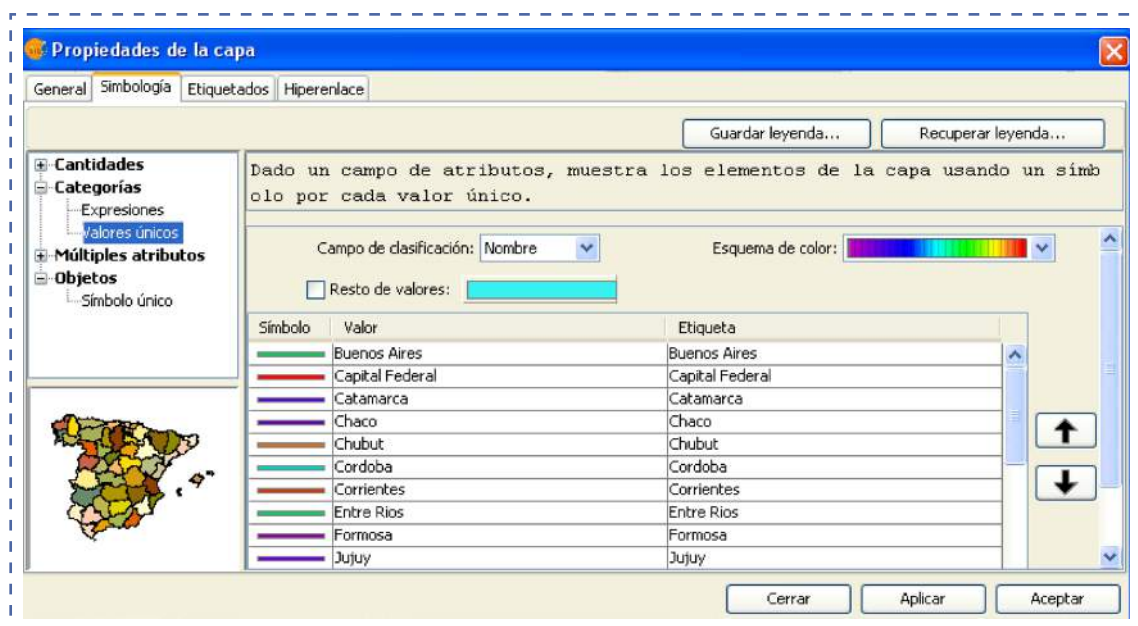 Propiedades de la capa
General Simbología Etiquetados Hiperenlace
Guardar leyenda... Recuperar leyenda...
Cantidades
Categorías
Expresiones
Valores únicos
Múltiples atributos
Objetos
Símbolo único
Dado un campo de atributos, muestra los elementos de la capa usando un símb
olo por cada valor único.
Campo de clasificación: Nombre Esquema de color:
Resto de valores:
Símbolo Valor Etiqueta
Buenos Aires Buenos Aires
Capital Federal Capital Federal
Catamarca Catamarca
Chaco Chaco
Chubut Chubut
Cordoba Cordoba
Corrientes Corrientes
Entre Rios Entre Rios
Formosa Formosa
Jujuy Jujuy
Cerrar Aplicar Aceptar